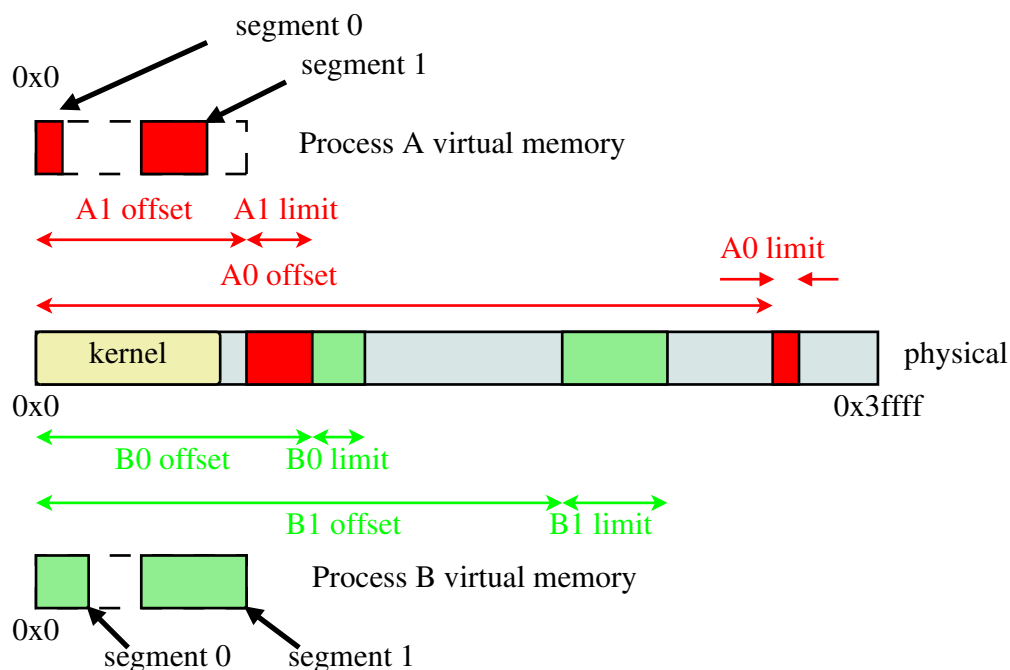 segment 0
segment 1
0x0
Process A virtual memory
A1 offset
A1 limit
A0 limit
A0 offset
kernel
physical
0x0
0x3ffff
B0 offset
B0 limit
B1 offset
B1 limit
Process B virtual memory
0x0
segment 0
segment 1